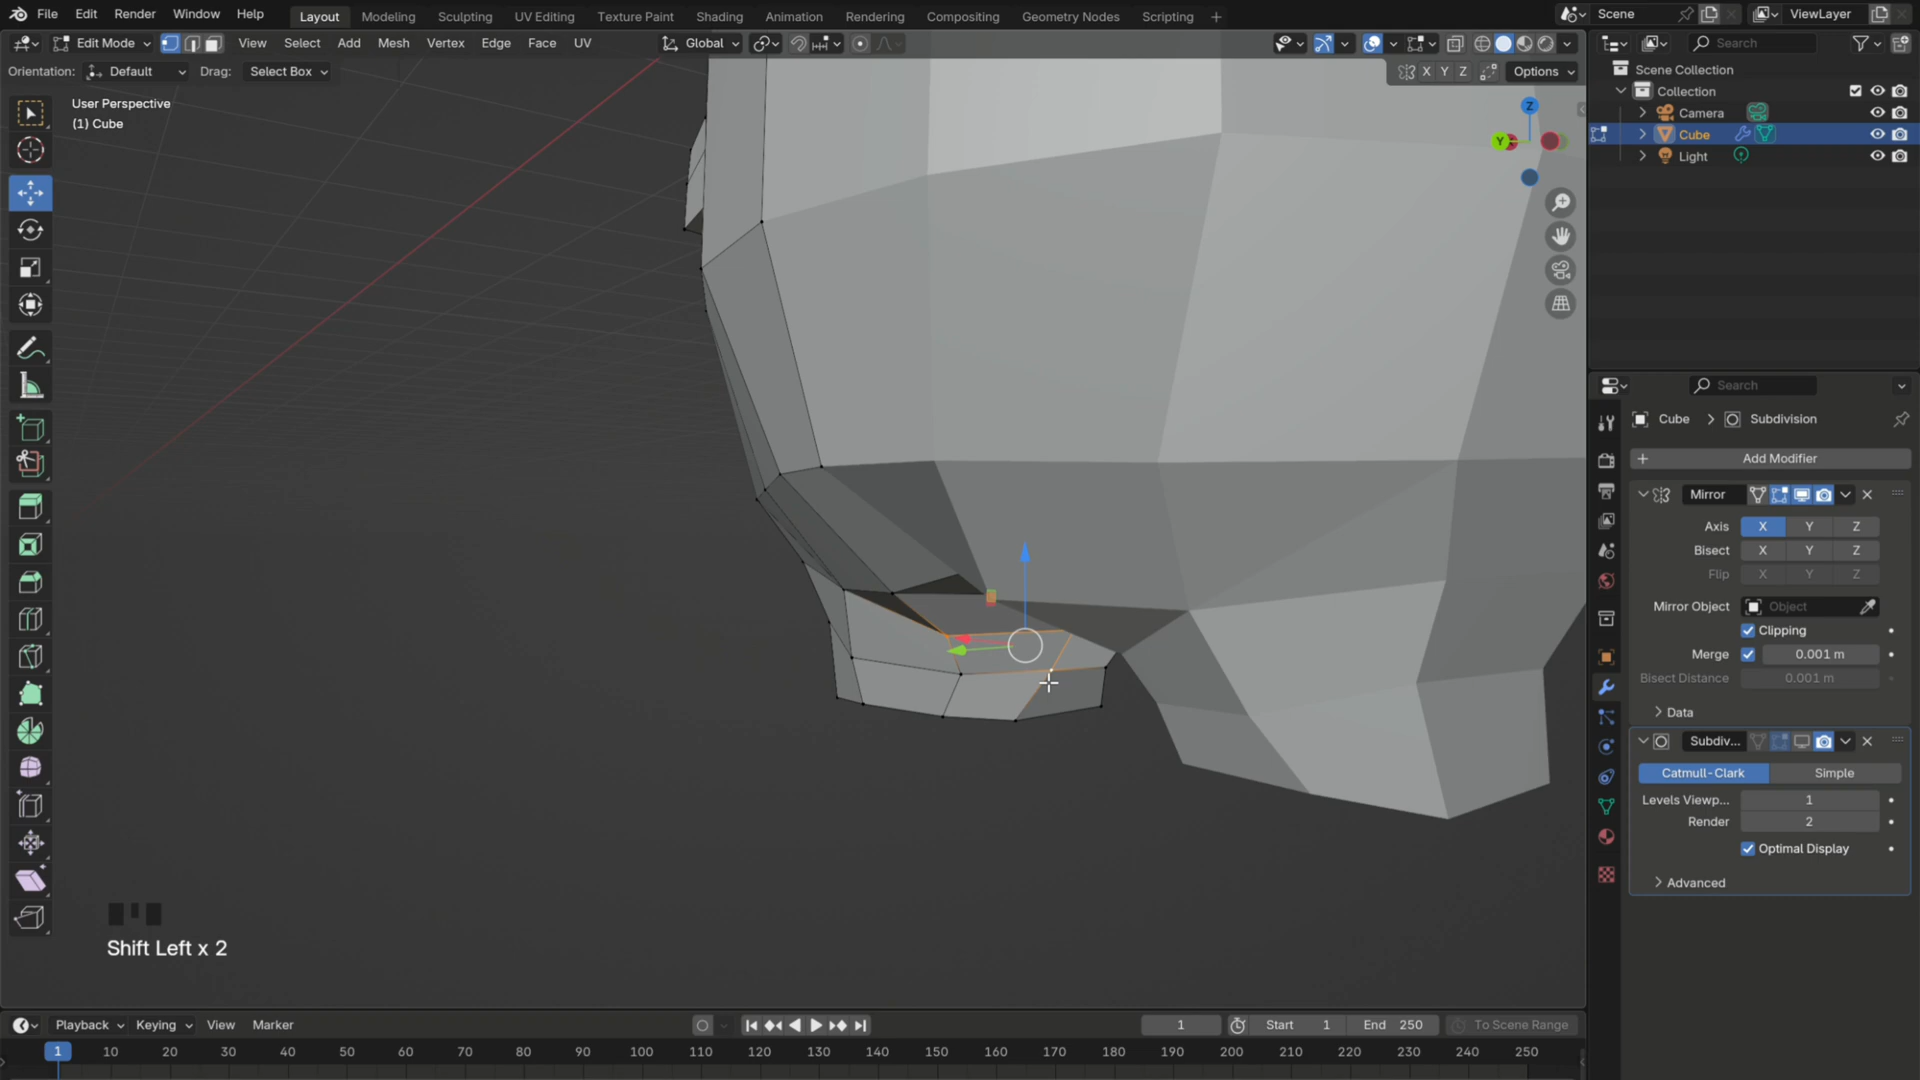 File Edit Render Window Help Layout Modeling Sculpting UV Editing Texture Paint Shading Animation Rendering Compositing Geometry Nodes Scripting + Scene ViewLayer
Edit Mode View Select Add Mesh Vertex Edge Face UV Global Search
Orientation: Default Drag: Select Box X Y Z Options
User Perspective
(1) Cube
Z
Y
Scene Collection
Collection
Camera
Cube
Light
Search
Cube > Subdivision
+ Add Modifier
Mirror
Axis X Y Z
Bisect X Y Z
Flip X Y Z
Mirror Object Object
Clipping
Merge 0.001 m
Bisect Distance 0.001 m
Data
Subdiv...
Catmull-Clark Simple
Levels Viewp... 1
Render 2
Optimal Display
Advanced
Shift Left x 2
Playback Keying View Marker 1 Start 1 End 250 To Scene Range
1 10 20 30 40 50 60 70 80 90 100 110 120 130 140 150 160 170 180 190 200 210 220 230 240 250